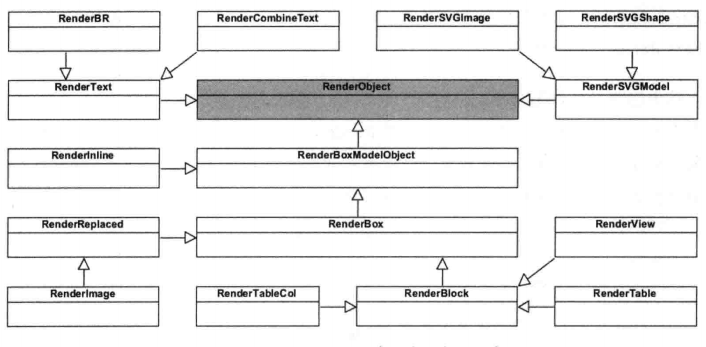 RenderBR
RenderCombineText
RenderSVGImage
RenderSVGShape
RenderText
RenderObject
RenderSVGModel
RenderInline
RenderBoxModelObject
RenderReplaced
RenderBox
RenderView
RenderImage
RenderTableCol
RenderBlock
RenderTable